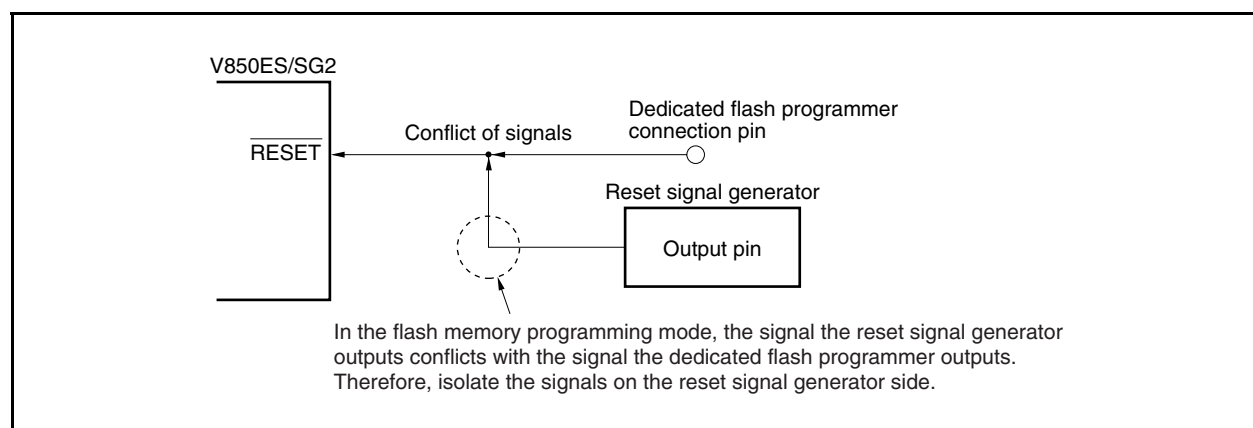 V850ES/SG2
Dedicated flash programmer
connection pin
Conflict of signals
RESET
Reset signal generator
Output pin
In the flash memory programming mode, the signal the reset signal generator
outputs conflicts with the signal the dedicated flash programmer outputs.
Therefore, isolate the signals on the reset signal generator side.